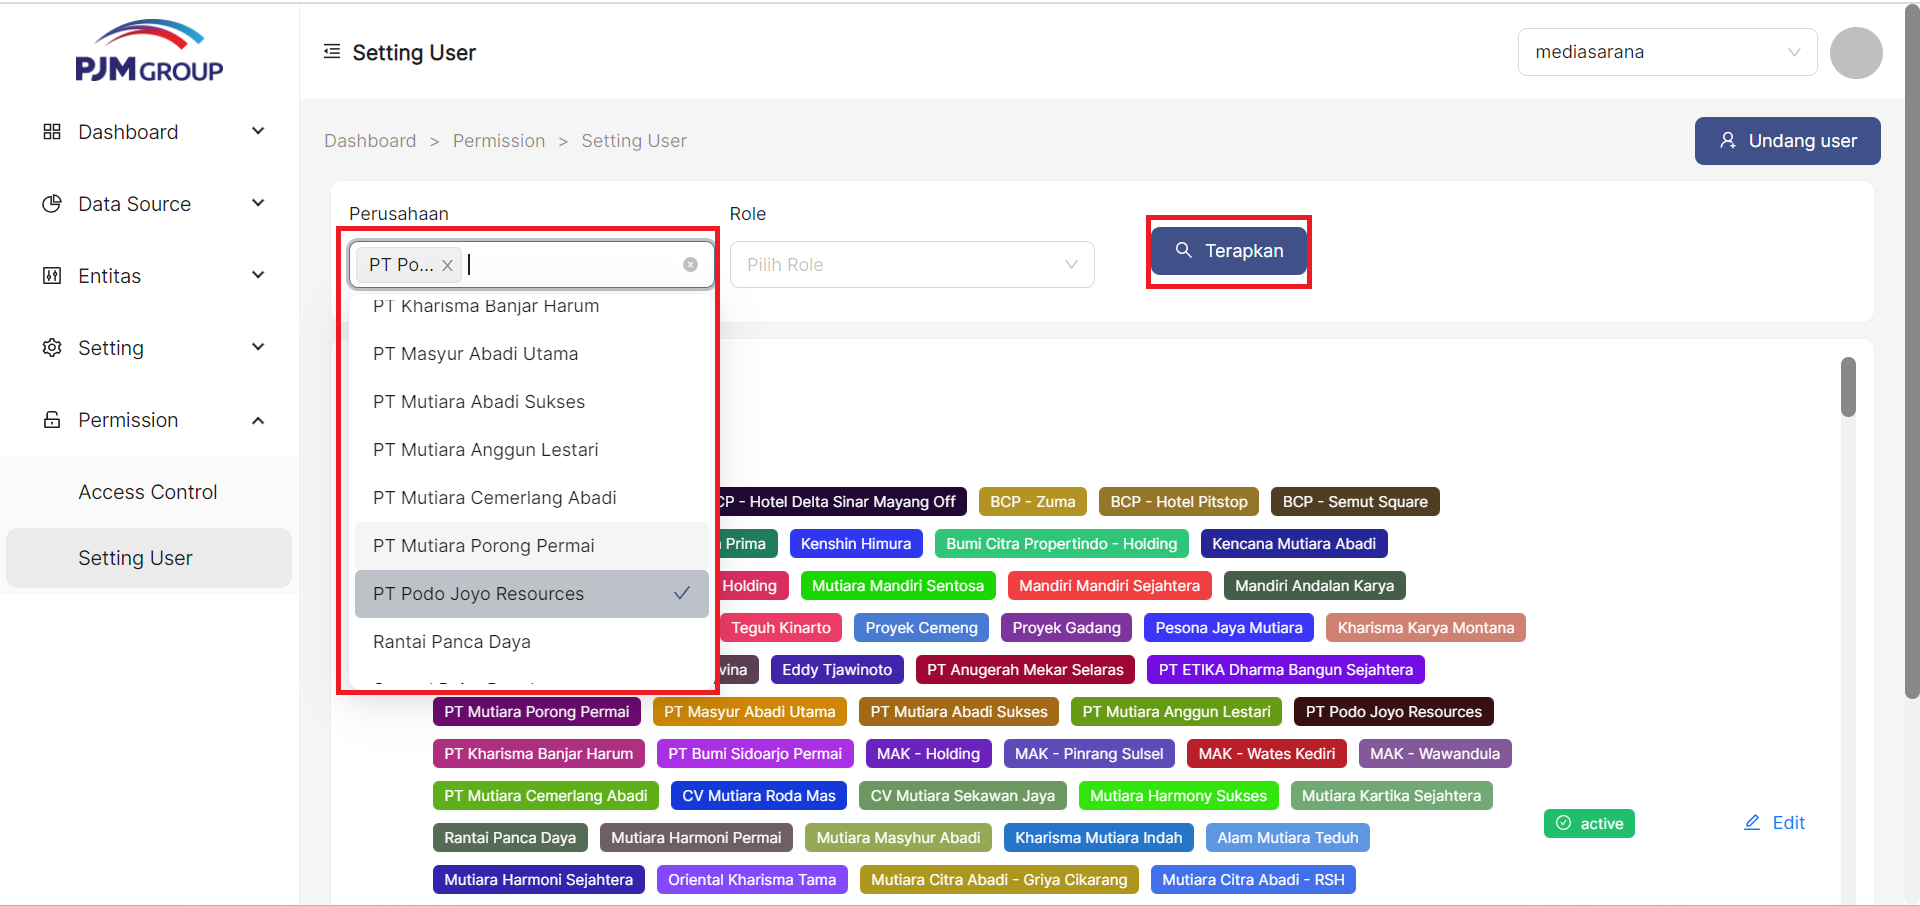 PJM GROUP
Setting User
mediasarana
Dashboard
Data Source
Entitas
Setting
Permission
Access Control
Setting User
Dashboard > Permission > Setting User
Undang user
Perusahaan
Role
PT Po...
Pilih Role
Terapkan
PT Kharisma Banjar Harum
PT Masyur Abadi Utama
PT Mutiara Abadi Sukses
PT Mutiara Anggun Lestari
PT Mutiara Cemerlang Abadi
PT Mutiara Porong Permai
PT Podo Joyo Resources
Rantai Panca Daya
CP - Hotel Delta Sinar Mayang Off BCP - Zuma BCP - Hotel Pitstop BCP - Semut Square
Prima Kenshin Himura Bumi Citra Propertindo - Holding Kencana Mutiara Abadi
Holding Mutiara Mandiri Sentosa Mandiri Mandiri Sejahtera Mandiri Andalan Karya
Teguh Kinarto Proyek Cemeng Proyek Gadang Pesona Jaya Mutiara Kharisma Karya Montana
vina Eddy Tjawinoto PT Anugerah Mekar Selaras PT ETIKA Dharma Bangun Sejahtera
PT Mutiara Porong Permai PT Masyur Abadi Utama PT Mutiara Abadi Sukses PT Mutiara Anggun Lestari PT Podo Joyo Resources
PT Kharisma Banjar Harum PT Bumi Sidoarjo Permai MAK - Holding MAK - Pinrang Sulsel MAK - Wates Kediri MAK - Wawandula
PT Mutiara Cemerlang Abadi CV Mutiara Roda Mas CV Mutiara Sekawan Jaya Mutiara Harmony Sukses Mutiara Kartika Sejahtera
Rantai Panca Daya Mutiara Harmoni Permai Mutiara Masyhur Abadi Kharisma Mutiara Indah Alam Mutiara Teduh
active
Edit
Mutiara Harmoni Sejahtera Oriental Kharisma Tama Mutiara Citra Abadi - Griya Cikarang Mutiara Citra Abadi - RSH